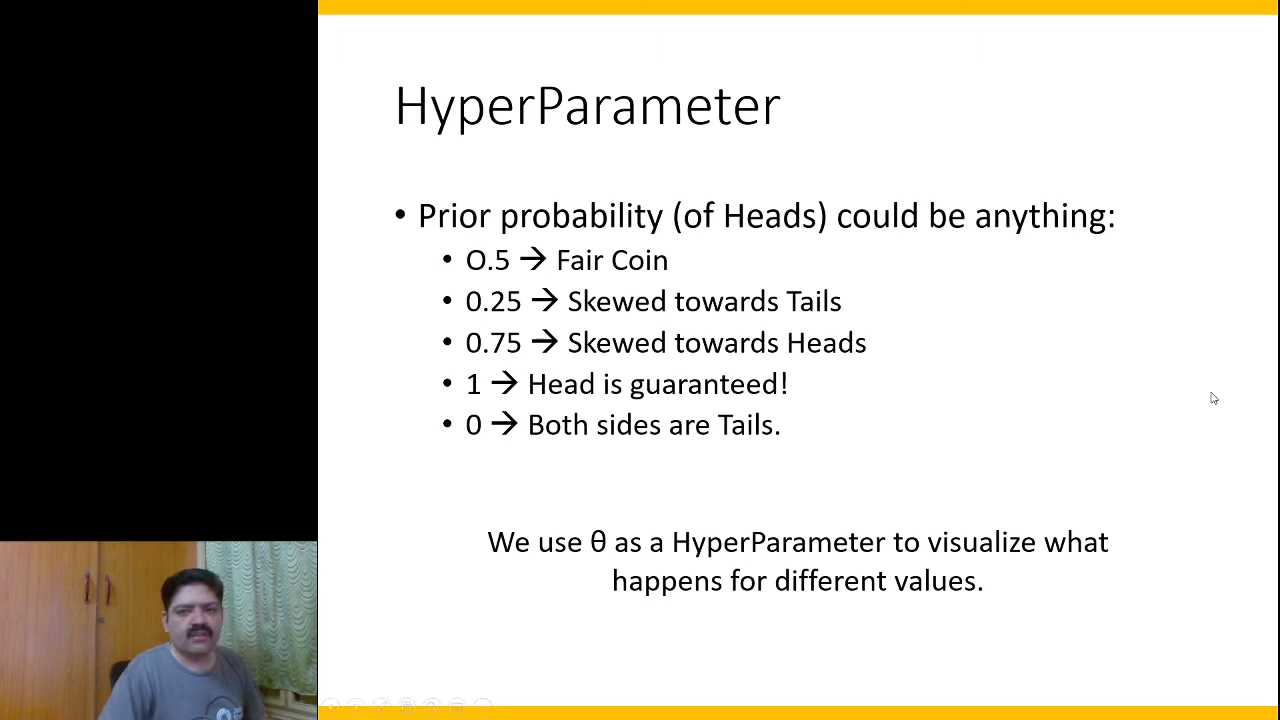 HyperParameter
• Prior probability (of Heads) could be anything:
• O.5 → Fair Coin
• 0.25 → Skewed towards Tails
• 0.75 → Skewed towards Heads
• 1 → Head is guaranteed!
• 0 → Both sides are Tails.
We use θ as a HyperParameter to visualize what
happens for different values.